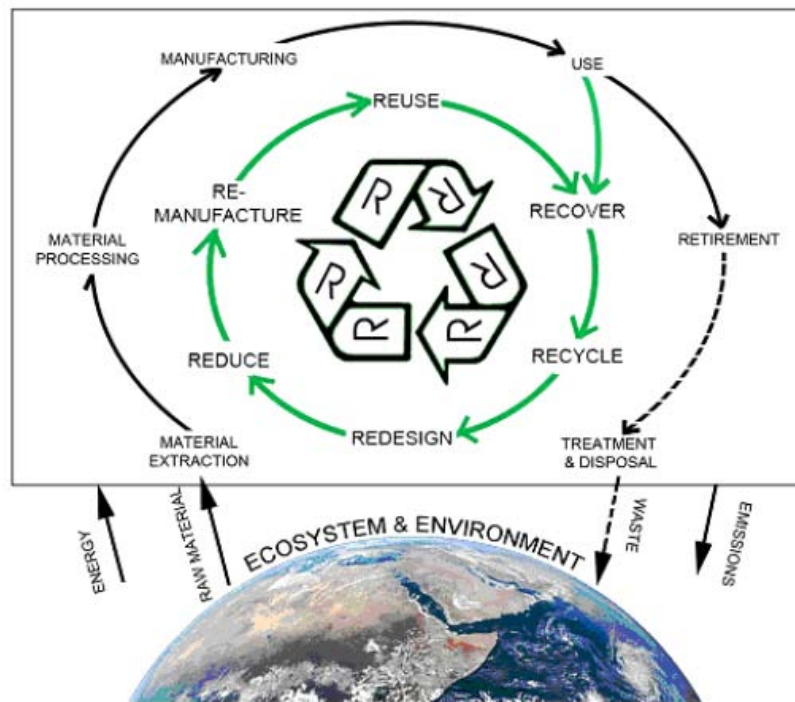 MANUFACTURING
USE
REUSE
RE-
MANUFACTURE
RECOVER
MATERIAL
PROCESSING
RETIREMENT
REDUCE
RECYCLE
REDESIGN
MATERIAL
EXTRACTION
TREATMENT
& DISPOSAL
R
R
R
R
R
R
ENERGY
RAW MATERIAL
ECOSYSTEM & ENVIRONMENT
WASTE
EMISSIONS